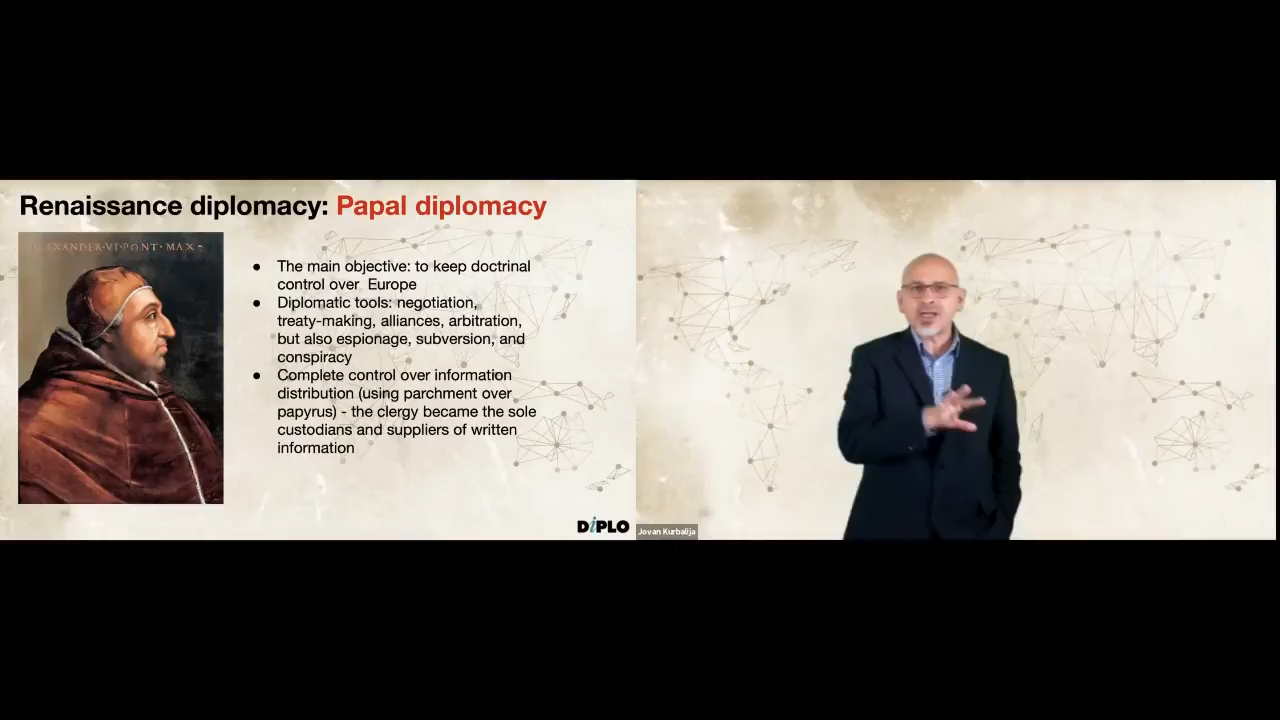 Renaissance diplomacy: Papal diplomacy
ALEXANDER·VI·PONT·MAX
● The main objective: to keep doctrinal
control over Europe
● Diplomatic tools: negotiation,
treaty-making, alliances, arbitration,
but also espionage, subversion, and
conspiracy
● Complete control over information
distribution (using parchment over
papyrus) - the clergy became the sole
custodians and suppliers of written
information
DiPLO
Jovan Kurbalija